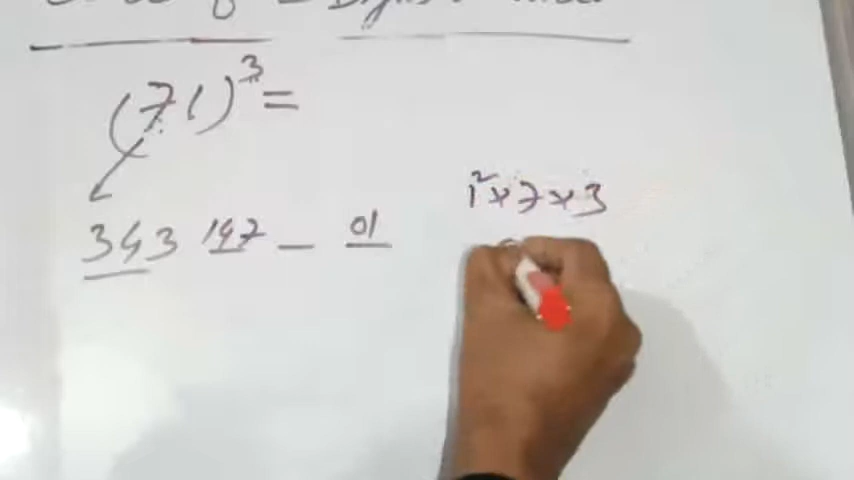 (71)³ =
1² x 7 x 3
343 147 _ 01